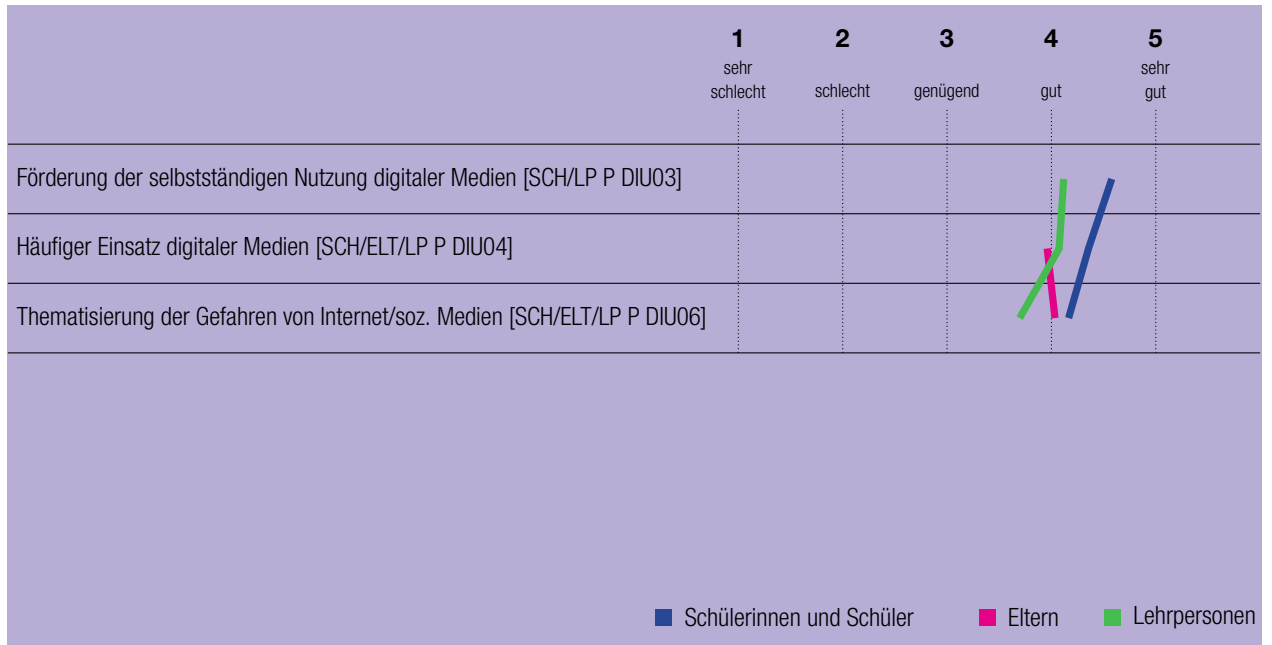 1 2 3 4 5
sehr schlecht schlecht genügend gut sehr gut
Förderung der selbstständigen Nutzung digitaler Medien [SCH/LP P DIU03]
Häufiger Einsatz digitaler Medien [SCH/ELT/LP P DIU04]
Thematisierung der Gefahren von Internet/soz. Medien [SCH/ELT/LP P DIU06]
Schülerinnen und Schüler Eltern Lehrpersonen